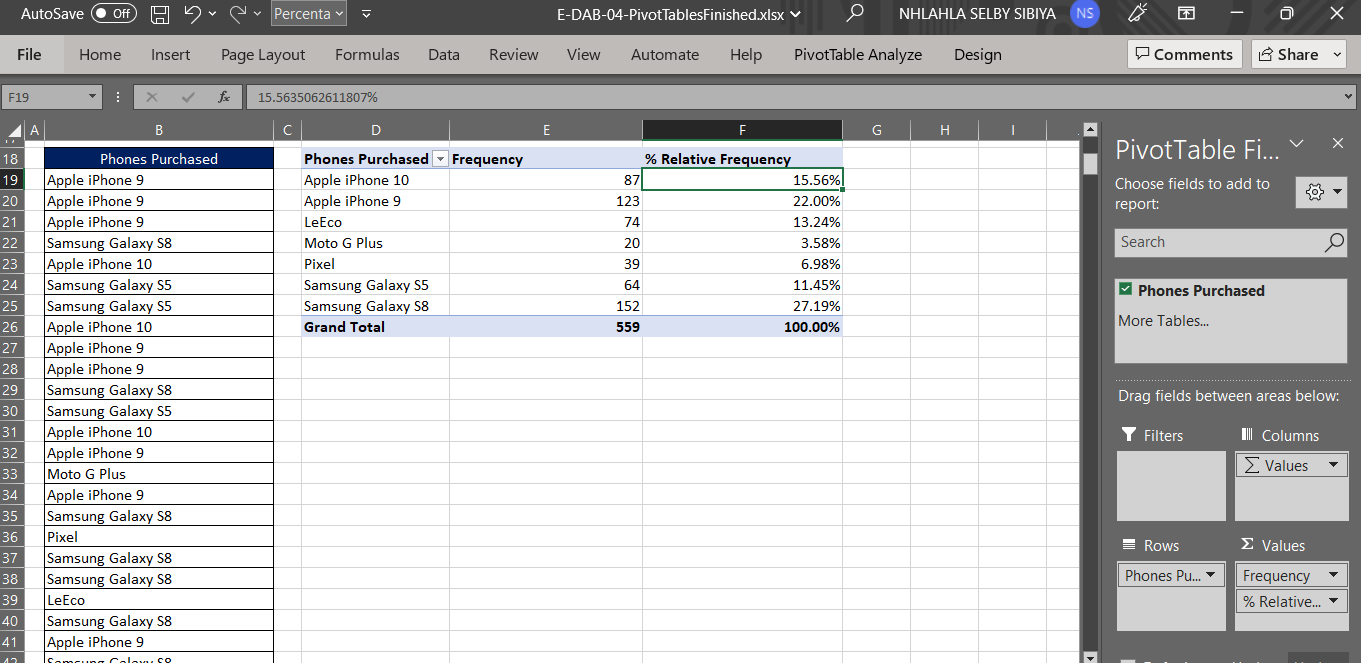 AutoSave Off Percenta E-DAB-04-PivotTablesFinished.xlsx NHLAHLA SELBY SIBIYA NS
File Home Insert Page Layout Formulas Data Review View Automate Help PivotTable Analyze Design Comments Share
F19 fx 15.5635062611807%
A B C D E F G H I
18 Phones Purchased Phones Purchased Frequency % Relative Frequency
19 Apple iPhone 9 Apple iPhone 10 87 15.56%
20 Apple iPhone 9 Apple iPhone 9 123 22.00%
21 Apple iPhone 9 LeEco 74 13.24%
22 Samsung Galaxy S8 Moto G Plus 20 3.58%
23 Apple iPhone 10 Pixel 39 6.98%
24 Samsung Galaxy S5 Samsung Galaxy S5 64 11.45%
25 Samsung Galaxy S5 Samsung Galaxy S8 152 27.19%
26 Apple iPhone 10 Grand Total 559 100.00%
27 Apple iPhone 9
28 Apple iPhone 9
29 Samsung Galaxy S8
30 Samsung Galaxy S5
31 Apple iPhone 10
32 Apple iPhone 9
33 Moto G Plus
34 Apple iPhone 9
35 Samsung Galaxy S8
36 Pixel
37 Samsung Galaxy S8
38 Samsung Galaxy S8
39 LeEco
40 Samsung Galaxy S8
41 Apple iPhone 9
42 Samsung Galaxy S8
PivotTable Fi...
Choose fields to add to
report:
Search
Phones Purchased
More Tables...
Drag fields between areas below:
Filters Columns
Σ Values
Rows Σ Values
Phones Pu... Frequency
% Relative...